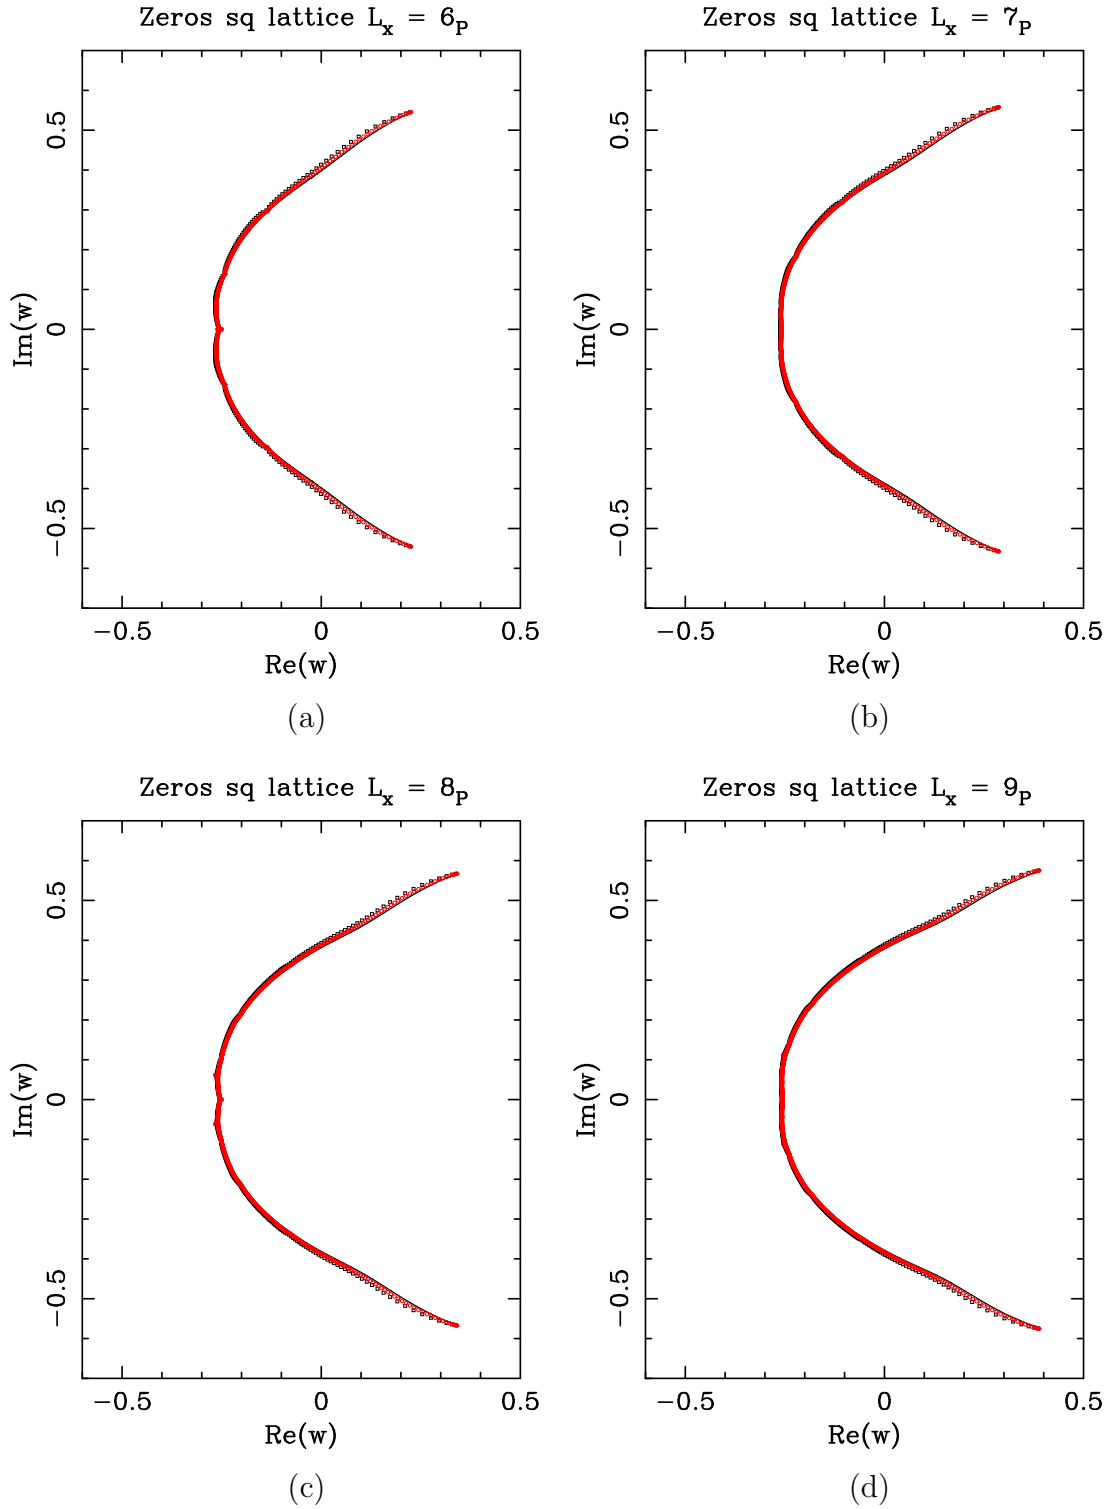 Zeros sq lattice Lx = 6P
0.5
0
−0.5
Im(w)
−0.5 0 0.5
Re(w)
(a)
Zeros sq lattice Lx = 7P
0.5
0
−0.5
Im(w)
−0.5 0 0.5
Re(w)
(b)
Zeros sq lattice Lx = 8P
0.5
0
−0.5
Im(w)
−0.5 0 0.5
Re(w)
(c)
Zeros sq lattice Lx = 9P
0.5
0
−0.5
Im(w)
−0.5 0 0.5
Re(w)
(d)